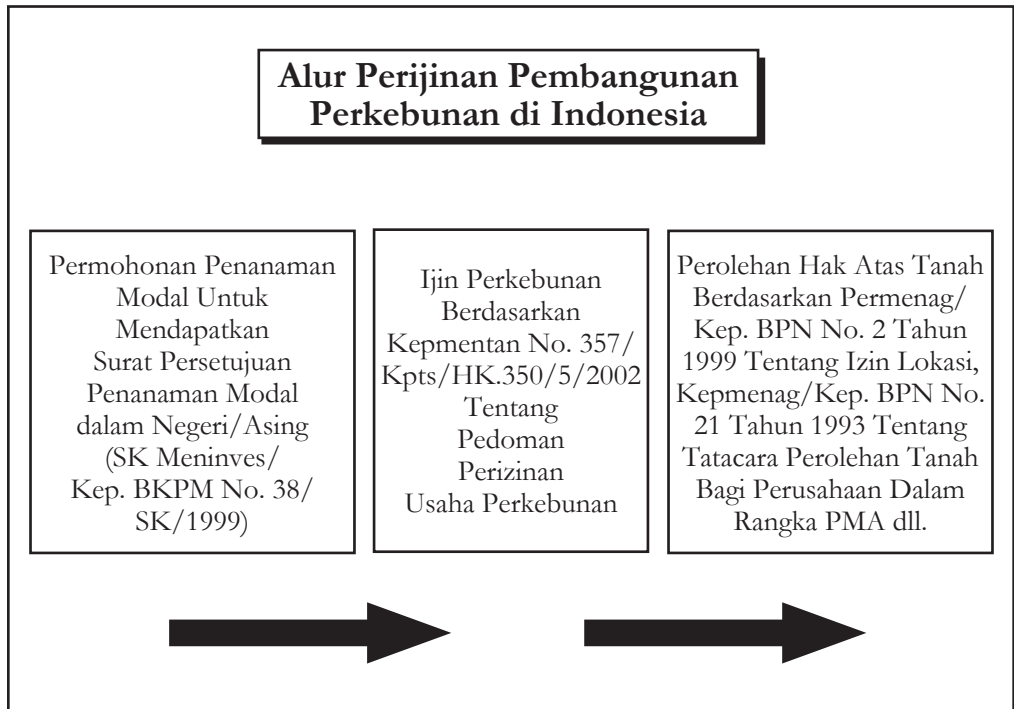 Alur Perijinan Pembangunan
Perkebunan di Indonesia
Permohonan Penanaman
Modal Untuk
Mendapatkan
Surat Persetujuan
Penanaman Modal
dalam Negeri/Asing
(SK Meninves/
Kep. BKPM No. 38/
SK/1999)
Ijin Perkebunan
Berdasarkan
Kepmentan No. 357/
Kpts/HK.350/5/2002
Tentang
Pedoman
Perizinan
Usaha Perkebunan
Perolehan Hak Atas Tanah
Berdasarkan Permenag/
Kep. BPN No. 2 Tahun
1999 Tentang Izin Lokasi,
Kepmenag/Kep. BPN No.
21 Tahun 1993 Tentang
Tatacara Perolehan Tanah
Bagi Perusahaan Dalam
Rangka PMA dll.